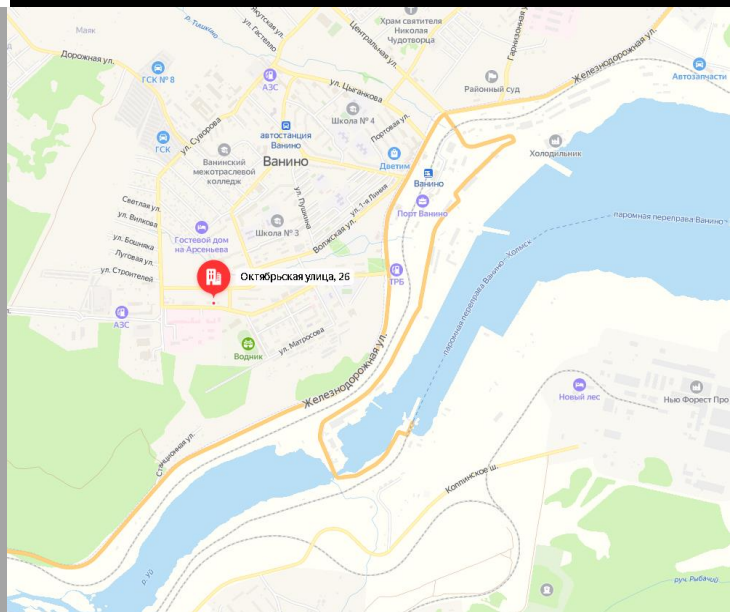 Маяк
р. Тишкино
Якутская ул.
ул. Гастелло
Центральная ул.
Храм святителя
Николая
Чудотворца
Гарнизонная у
Дорожная ул.
ГСК № 8
АЗС
ул. Цыганкова
Районный суд
Железнодорожная ул.
Автозапчасти
Школа № 4
Портовая ул.
ул. Суворова
автостанция
Ванино
ГСК
Ванинский
межотраслевой
колледж
Ванино
Дветим
Холодильник
Ванино
Порт Ванино
Светлая ул.
ул. Вилкова
ул. Бошняка
Луговая ул.
ул. Строителей
ул. Пушкина
ул. 1-я Линия
Волжская ул.
Школа № 3
Гостевой дом
на Арсеньева
паромная переправа Ванино –
паромная переправа Ванино – Холмск
Октябрьская улица, 26
ТРБ
АЗС
Водник
ул. Матросова
Железнодорожная ул.
Новый лес
Нью Форест Про
Станционная ул.
Коппинское ш.
р. Уй
руч. Рыбачий